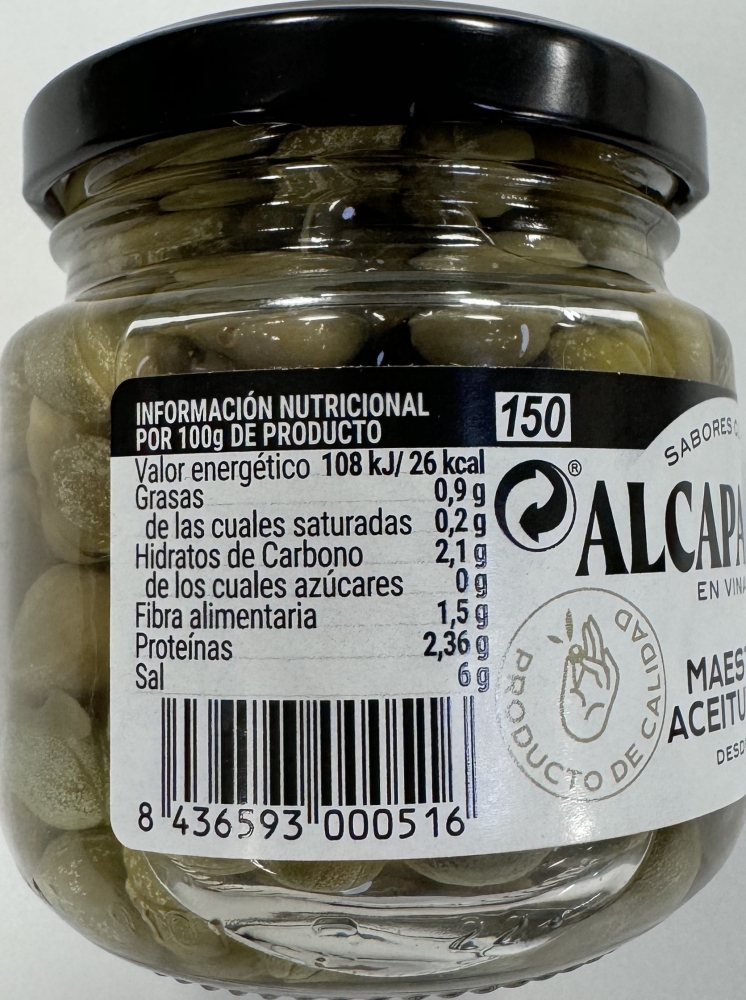 INFORMACIÓN NUTRICIONAL
POR 100g DE PRODUCTO
150
Valor energético 108 kJ/ 26 kcal
Grasas 0,9 g
de las cuales saturadas 0,2 g
Hidratos de Carbono 2,1 g
de los cuales azúcares 0 g
Fibra alimentaria 1,5 g
Proteínas 2,36 g
Sal 6 g
8 436593 000516
®
SABORES
ALCAPA
EN VINA
PRODUCTO DE CALIDAD
MAEST
ACEITU
DESD